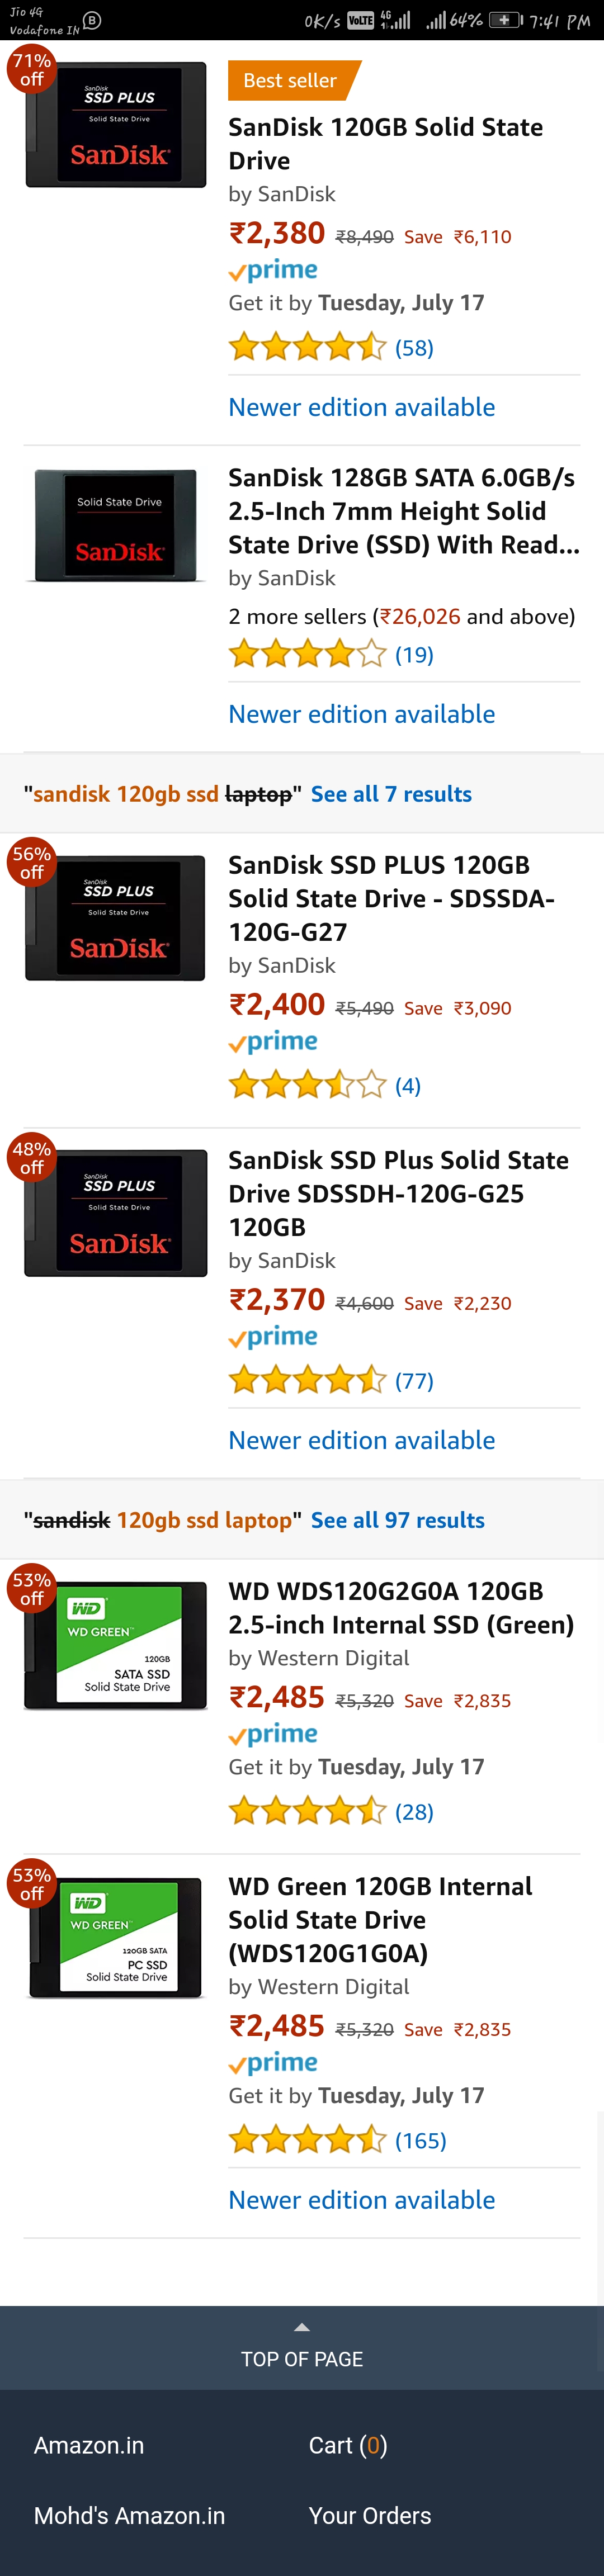 Jio 4G
Vodafone IN B 0K/s VoLTE 4G 64% 7:41 PM
71%
off
SanDisk
SSD PLUS
Solid State Drive
SanDisk
Best seller
SanDisk 120GB Solid State
Drive
by SanDisk
₹2,380 ₹8,490 Save ₹6,110
prime
Get it by Tuesday, July 17
(58)
Newer edition available
Solid State Drive
SanDisk
SanDisk 128GB SATA 6.0GB/s
2.5-Inch 7mm Height Solid
State Drive (SSD) With Read...
by SanDisk
2 more sellers (₹26,026 and above)
(19)
Newer edition available
"sandisk 120gb ssd laptop" See all 7 results
56%
off
SanDisk
SSD PLUS
Solid State Drive
SanDisk
SanDisk SSD PLUS 120GB
Solid State Drive - SDSSDA-
120G-G27
by SanDisk
₹2,400 ₹5,490 Save ₹3,090
prime
(4)
48%
off
SanDisk
SSD PLUS
Solid State Drive
SanDisk
SanDisk SSD Plus Solid State
Drive SDSSDH-120G-G25
120GB
by SanDisk
₹2,370 ₹4,600 Save ₹2,230
prime
(77)
Newer edition available
"sandisk 120gb ssd laptop" See all 97 results
53%
off
WD
WD GREEN™
120GB
SATA SSD
Solid State Drive
WD WDS120G2G0A 120GB
2.5-inch Internal SSD (Green)
by Western Digital
₹2,485 ₹5,320 Save ₹2,835
prime
Get it by Tuesday, July 17
(28)
53%
off
WD
WD GREEN™
120GB SATA
PC SSD
Solid State Drive
WD Green 120GB Internal
Solid State Drive
(WDS120G1G0A)
by Western Digital
₹2,485 ₹5,320 Save ₹2,835
prime
Get it by Tuesday, July 17
(165)
Newer edition available
TOP OF PAGE
Amazon.in Cart (0)
Mohd's Amazon.in Your Orders